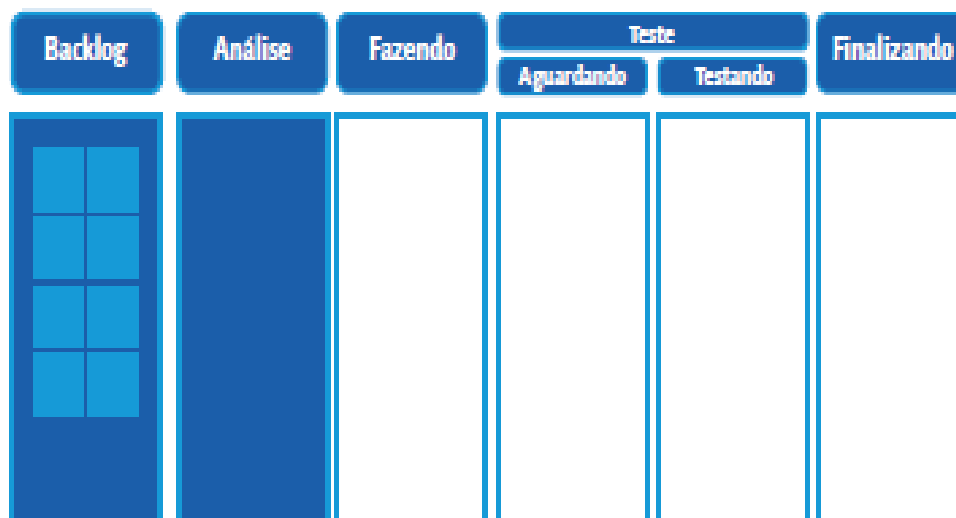 Backlog
Análise
Fazendo
Teste
Aguardando
Testando
Finalizando